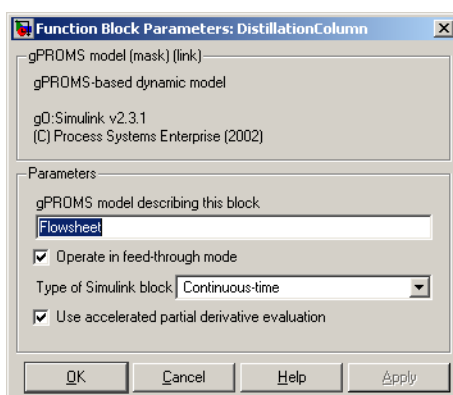 Function Block Parameters: DistillationColumn
gPROMS model (mask) (link)
gPROMS-based dynamic model
gO:Simulink v2.3.1
(C) Process Systems Enterprise (2002)
Parameters
gPROMS model describing this block
Flowsheet
Operate in feed-through mode
Type of Simulink block Continuous-time
Use accelerated partial derivative evaluation
OK Cancel Help Apply